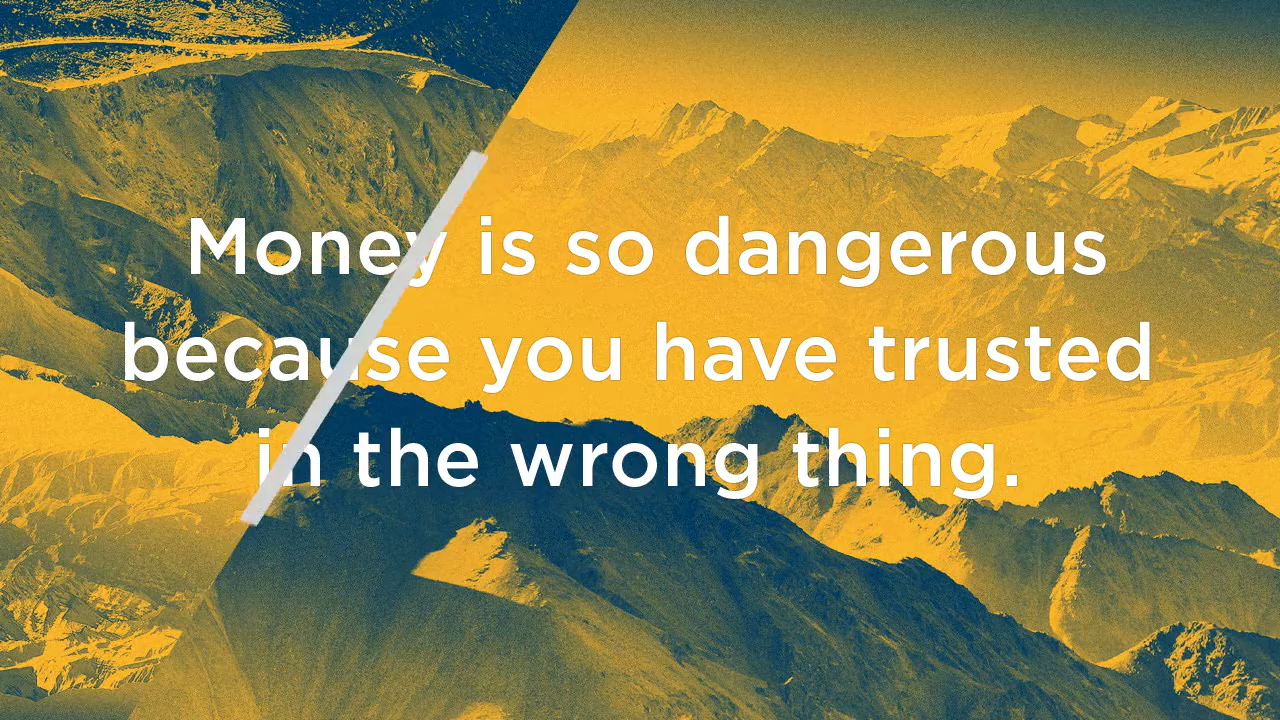 Money is so dangerous
because you have trusted
in the wrong thing.